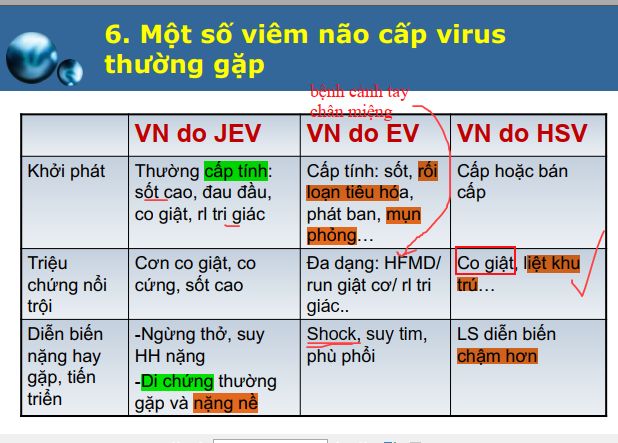 6. Một số viêm não cấp virus
thường gặp
bệnh cảnh tay
chân miệng
VN do JEV
VN do EV
VN do HSV
Khởi phát
Thường cấp tính:
sốt cao, đau đầu,
co giật, rl tri giác
Cấp tính: sốt, rối
loạn tiêu hóa,
phát ban, mụn
phỏng…
Cấp hoặc bán
cấp
Triệu
chứng nổi
trội
Cơn co giật, co
cứng, sốt cao
Đa dạng: HFMD/
run giật cơ/ rl tri
giác..
Co giật, liệt khu
trú…
Diễn biến
nặng hay
gặp, tiến
triển
-Ngừng thở, suy
HH nặng
-Di chứng thường
gặp và nặng nề
Shock, suy tim,
phù phổi
LS diễn biến
chậm hơn